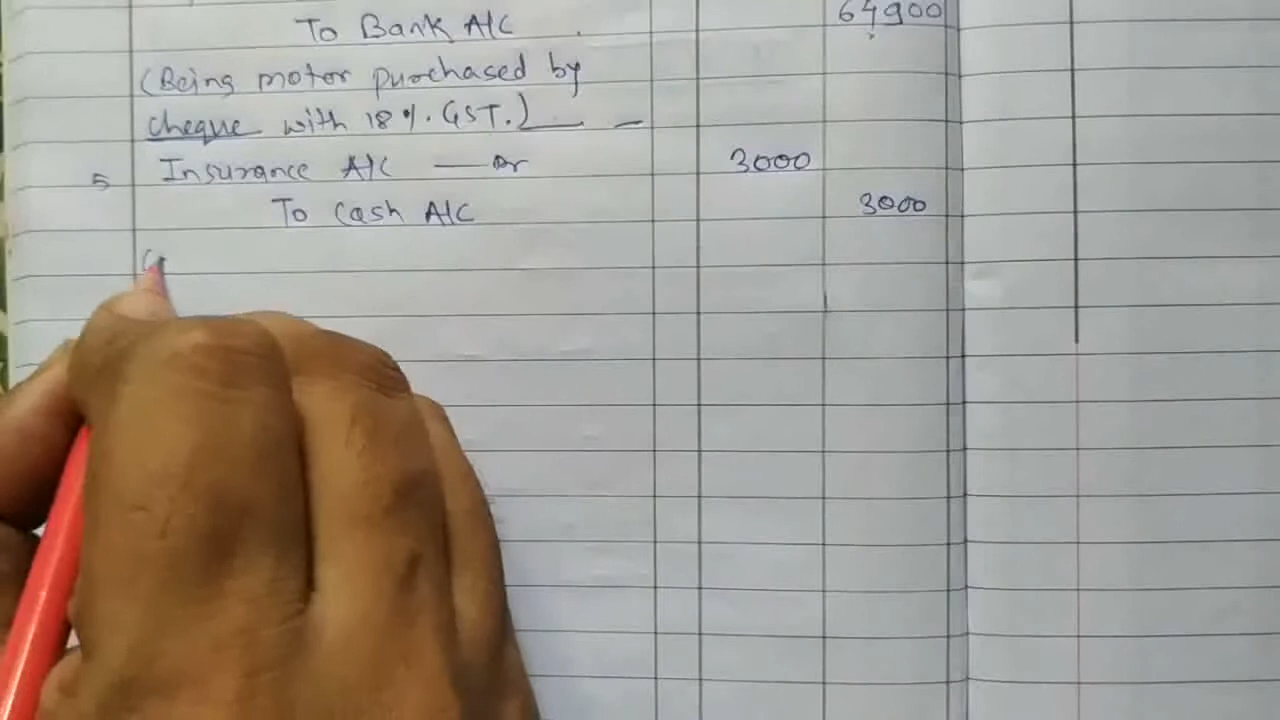 To Bank A/C 64900
(Being motor purchased by
cheque with 18%. GST.)
5 Insurance A/C — Dr 3000
To Cash A/C 3000
(